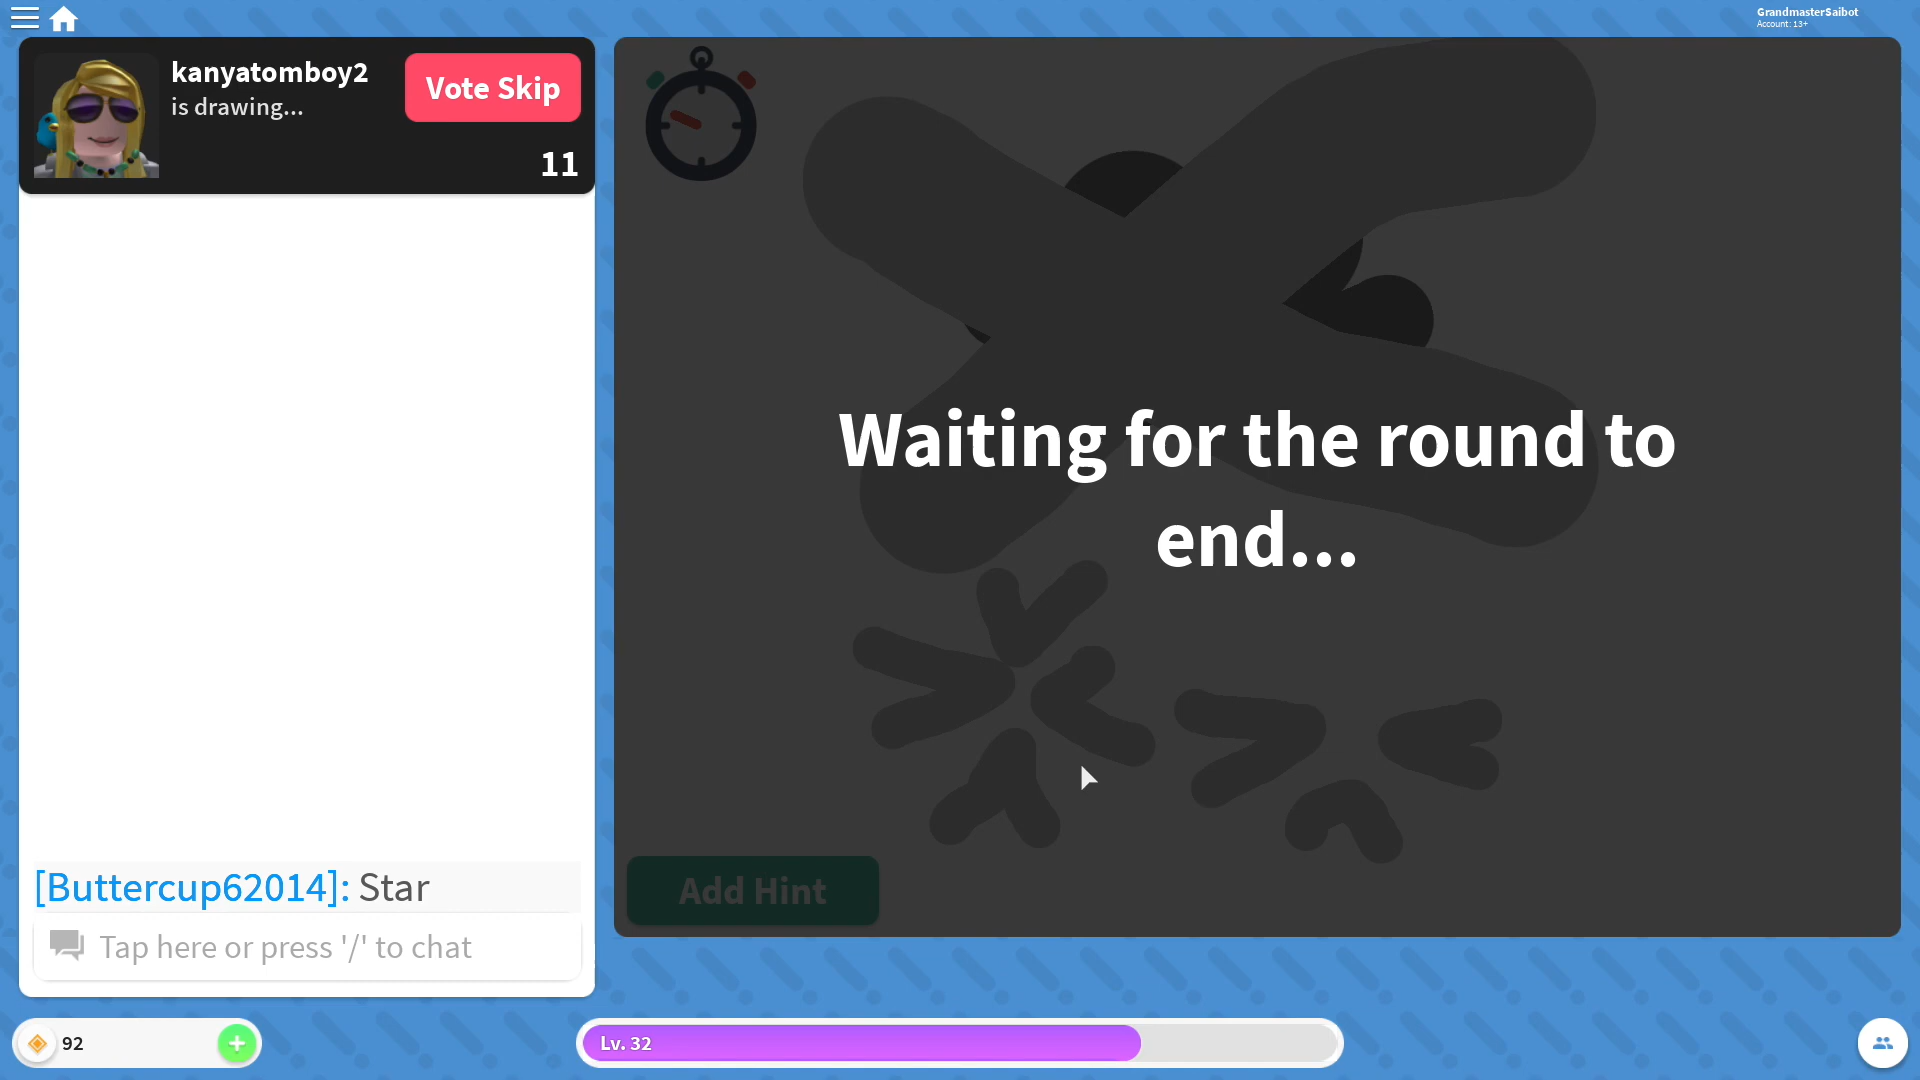 GrandmasterSaibot
Account: 13+
kanyatomboy2
is drawing...
Vote Skip
11
Waiting for the round to
end...
Add Hint
[Buttercup62014]: Star
Tap here or press '/' to chat
92
Lv. 32